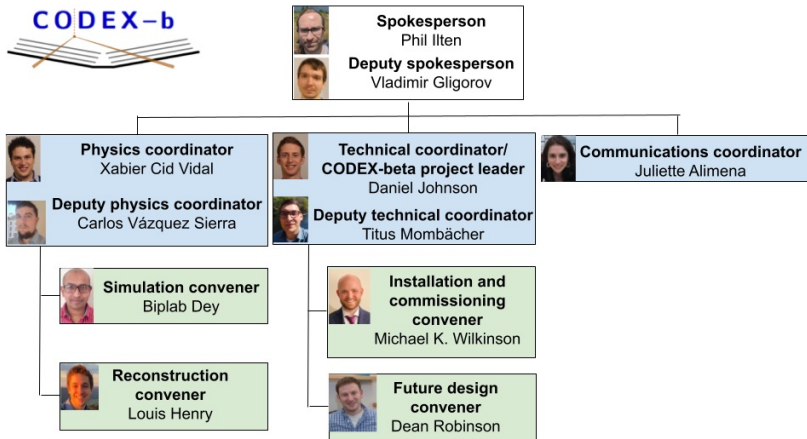 CODEX-b
Spokesperson
Phil Ilten
Deputy spokesperson
Vladimir Gligorov
Physics coordinator
Xabier Cid Vidal
Deputy physics coordinator
Carlos Vázquez Sierra
Technical coordinator/
CODEX-beta project leader
Daniel Johnson
Deputy technical coordinator
Titus Mombächer
Communications coordinator
Juliette Alimena
Simulation convener
Biplab Dey
Reconstruction
convener
Louis Henry
Installation and
commissioning
convener
Michael K. Wilkinson
Future design
convener
Dean Robinson